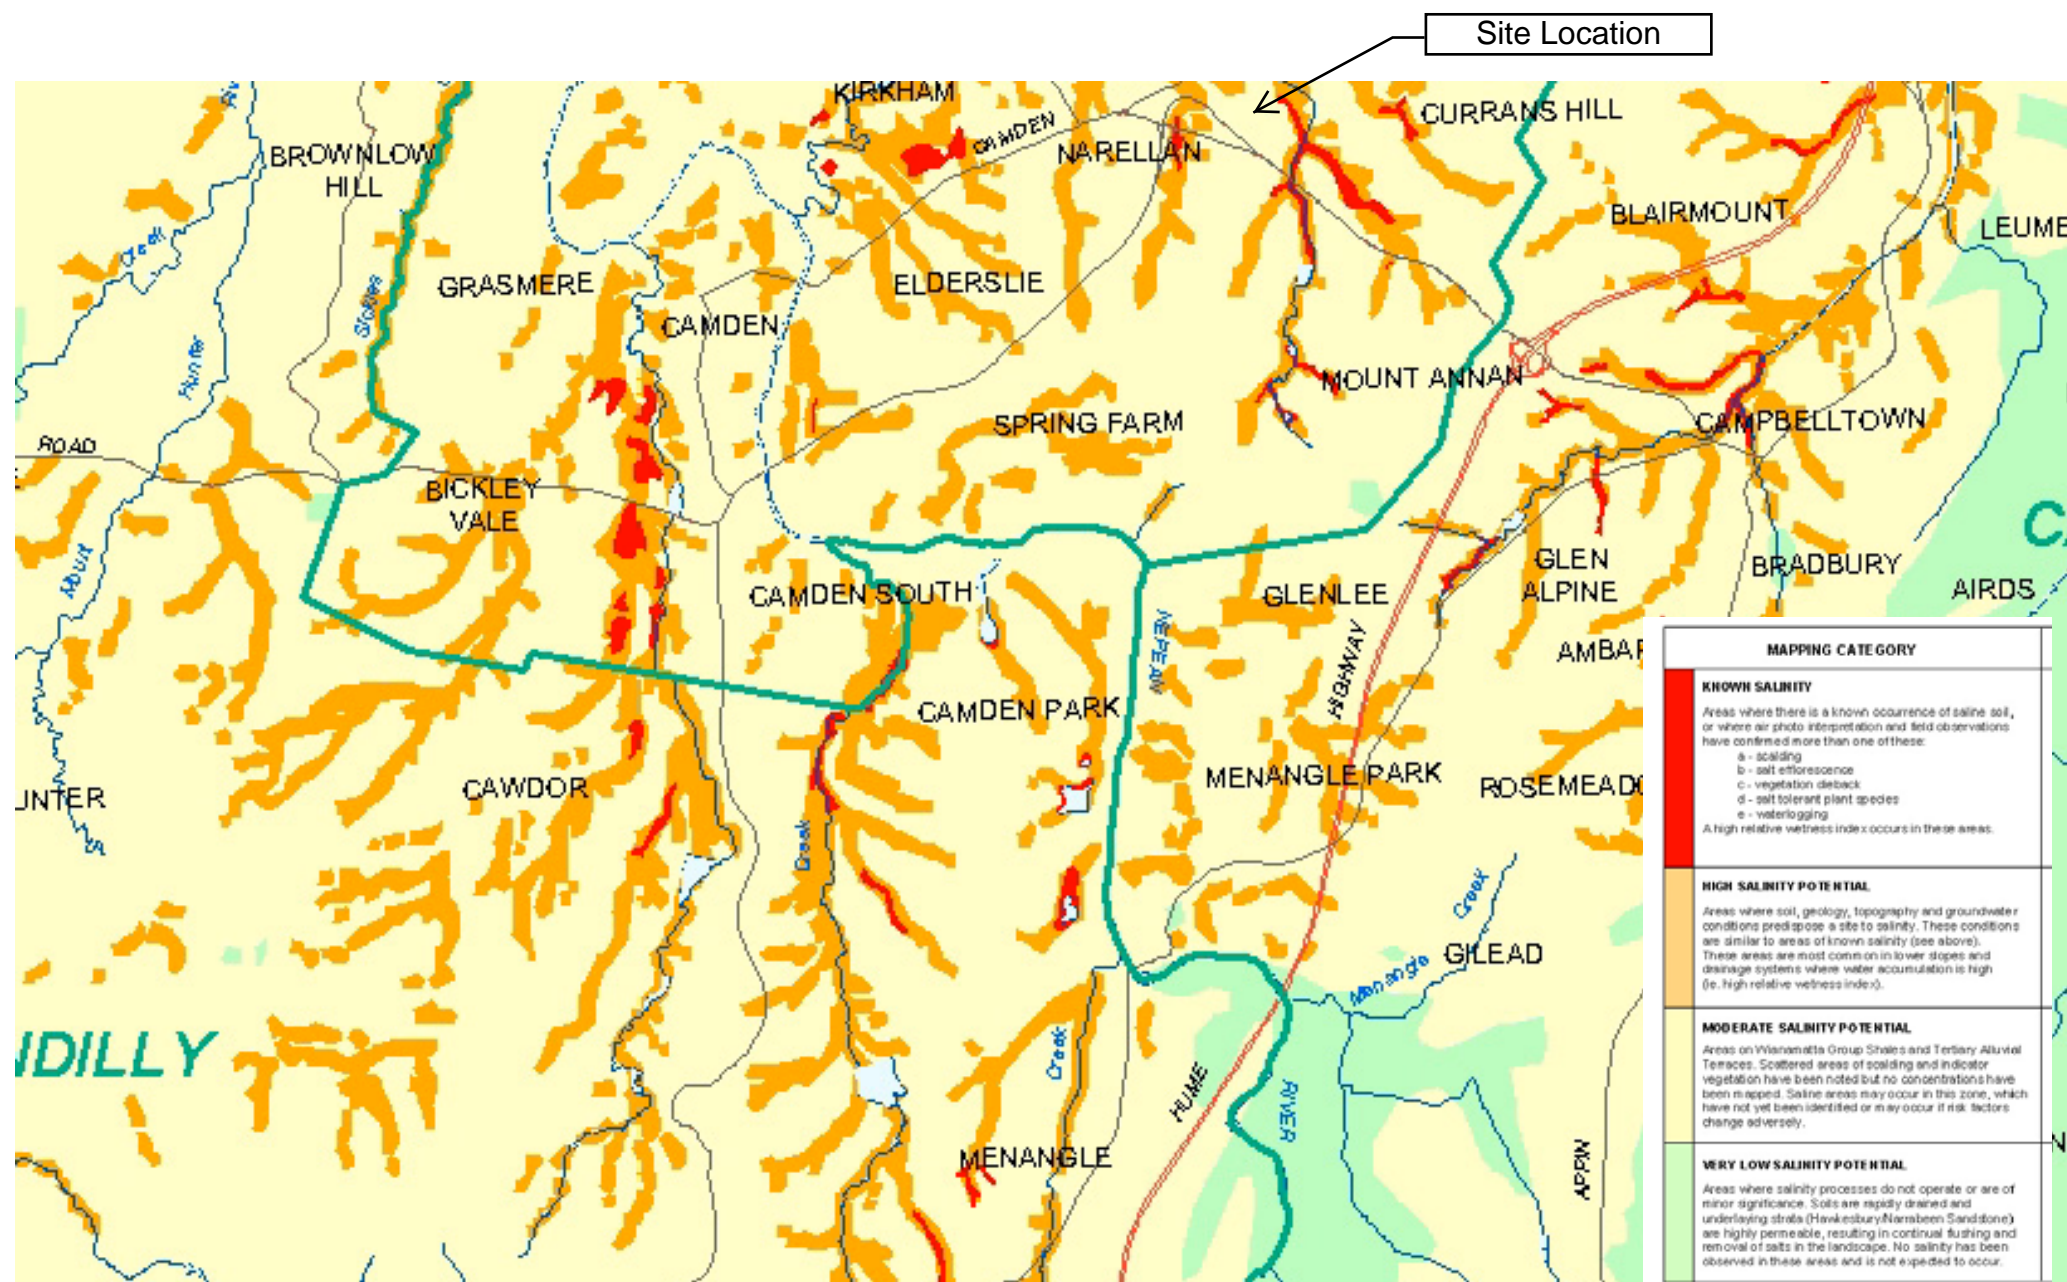 Site Location
KIRKHAM
CAMDEN
CURRANS HILL
BROWNLOW
HILL
NARELLAN
BLAIRMOUNT
LEUME
Creek
GRASMERE
ELDERSLIE
Stokes
CAMDEN
Hunter
MOUNT ANNAN
SPRING FARM
CAMPBELLTOWN
ROAD
BICKLEY
VALE
C
Mount
GLEN
ALPINE
BRADBURY
AIRDS
CAMDEN SOUTH
GLENLEE
NEPEAN
HIGHWAY
AMBAR
CAMDEN PARK
MENANGLE PARK
ROSEMEADO
UNTER
CAWDOR
Creek
Creek
GILEAD
Menangle
NDILLY
Creek
HUME
RIVER
MENANGLE
APPIN
N
MAPPING CATEGORY
KNOWN SALINITY
Areas where there is a known occurrence of saline soil,
or where air photo interpretation and field observations
have confirmed more than one of these:
a - scalding
b - salt efflorescence
c - vegetation dieback
d - salt tolerant plant species
e - waterlogging
A high relative wetness index occurs in these areas.
HIGH SALINITY POTENTIAL
Areas where soil, geology, topography and groundwater
conditions predispose a site to salinity. These conditions
are similar to areas of known salinity (see above).
These areas are most common in lower slopes and
drainage systems where water accumulation is high
(ie. high relative wetness index).
MODERATE SALINITY POTENTIAL
Areas on Wianamatta Group Shales and Tertiary Alluvial
Terraces. Scattered areas of scalding and indicator
vegetation have been noted but no concentrations have
been mapped. Saline areas may occur in this zone, which
have not yet been identified or may occur if risk factors
change adversely.
VERY LOW SALINITY POTENTIAL
Areas where salinity processes do not operate or are of
minor significance. Soils are rapidly drained and
underlaying strata (Hawkesbury/Narrabeen Sandstone)
are highly permeable, resulting in continual flushing and
removal of salts in the landscape. No salinity has been
observed in these areas and is not expected to occur.